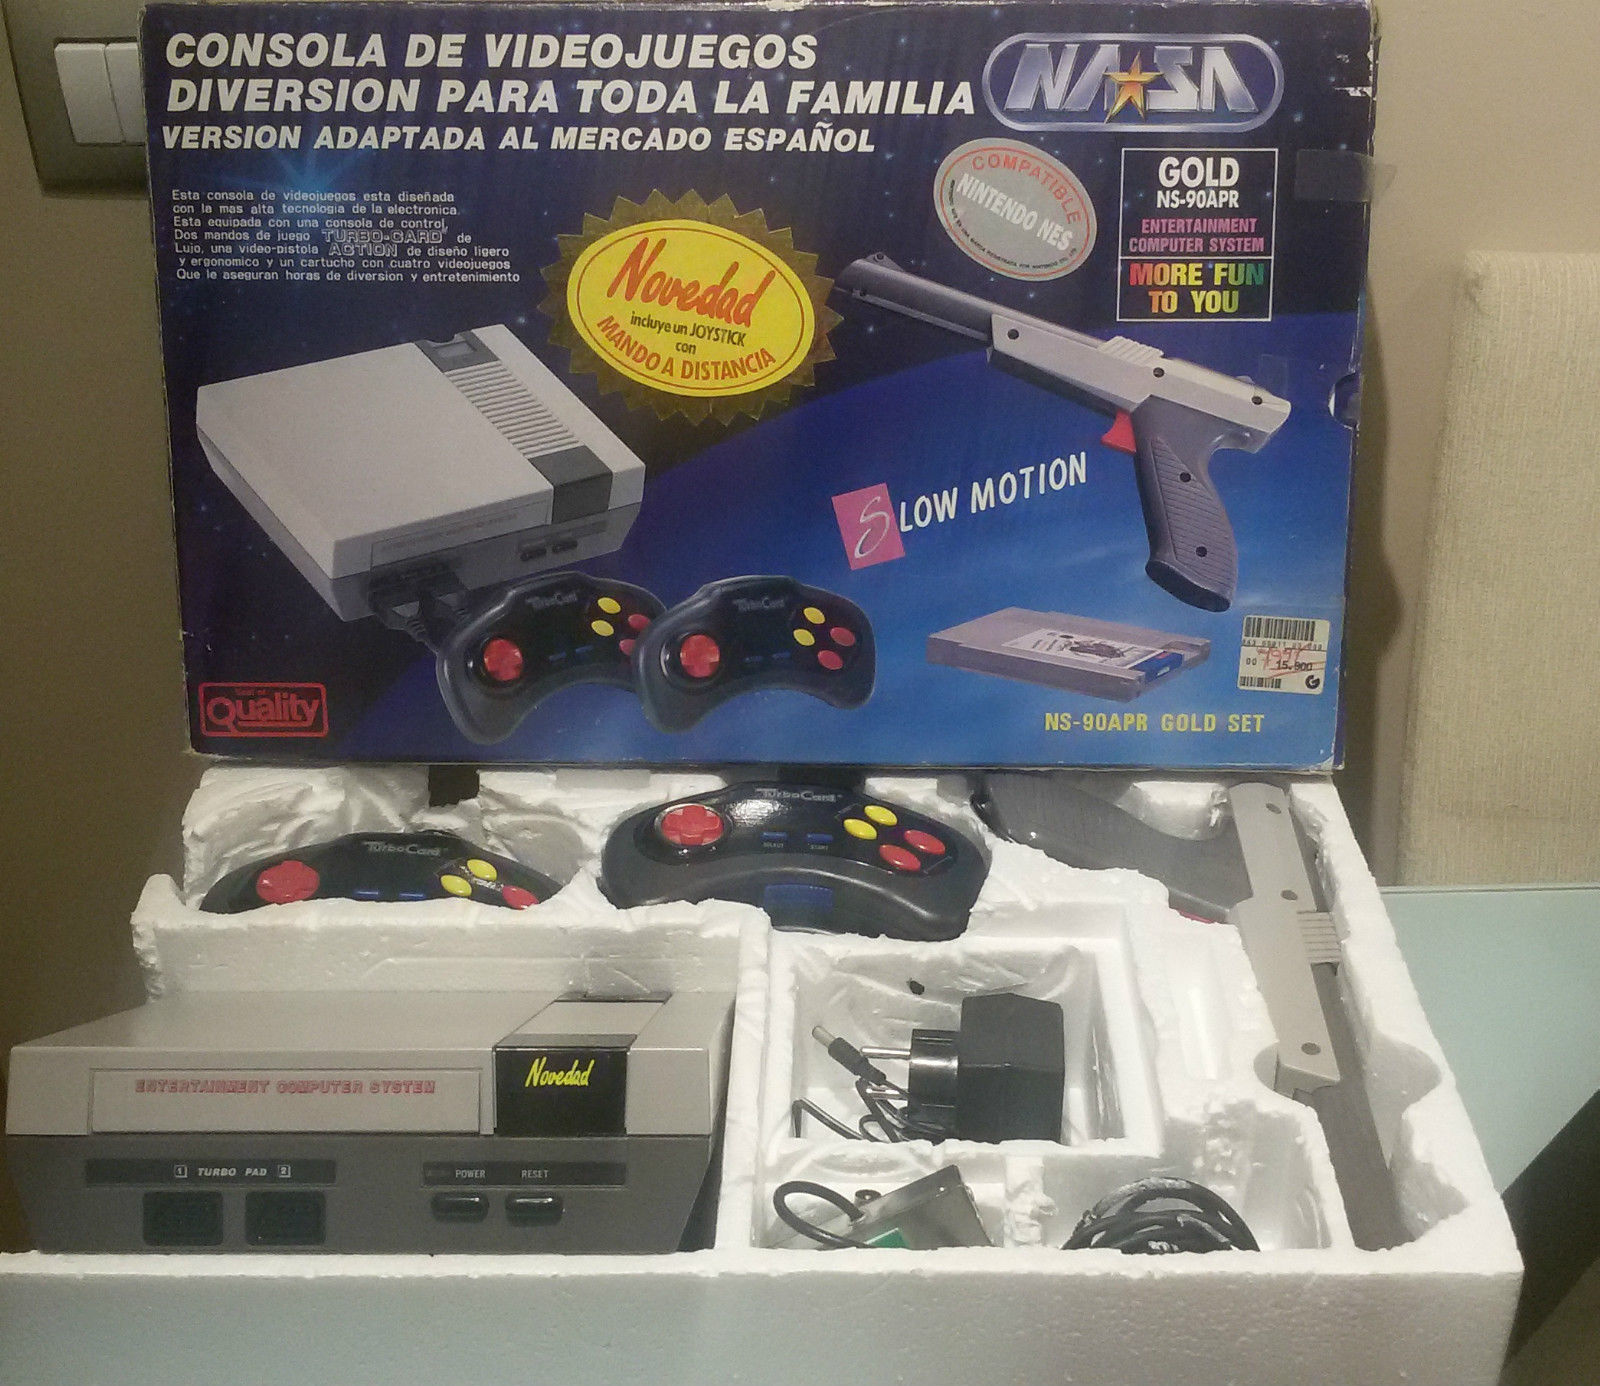 CONSOLA DE VIDEOJUEGOS
DIVERSION PARA TODA LA FAMILIA
VERSION ADAPTADA AL MERCADO ESPAÑOL
NASA
COMPATIBLE
NINTENDO NES
GOLD
NS-90APR
ENTERTAINMENT
COMPUTER SYSTEM
MORE FUN
TO YOU
Esta consola de videojuegos esta diseñada
con la mas alta tecnologia de la electronica.
Esta equipada con una consola de control,
Dos mandos de juego TURBO-CARD de
Lujo, una video-pistola ACTION de diseño ligero
y ergonomico y un cartucho con cuatro videojuegos
Que le aseguran horas de diversion y entretenimiento
Novedad
incluye un JOYSTICK
con
MANDO A DISTANCIA
SLOW MOTION
TurboCard
TurboCard
Seal of
Quality
15.900
NS-90APR GOLD SET
TurboCard
SELECT START
TurboCard
ENTERTAINMENT COMPUTER SYSTEM
Novedad
1 TURBO PAD 2
POWER RESET